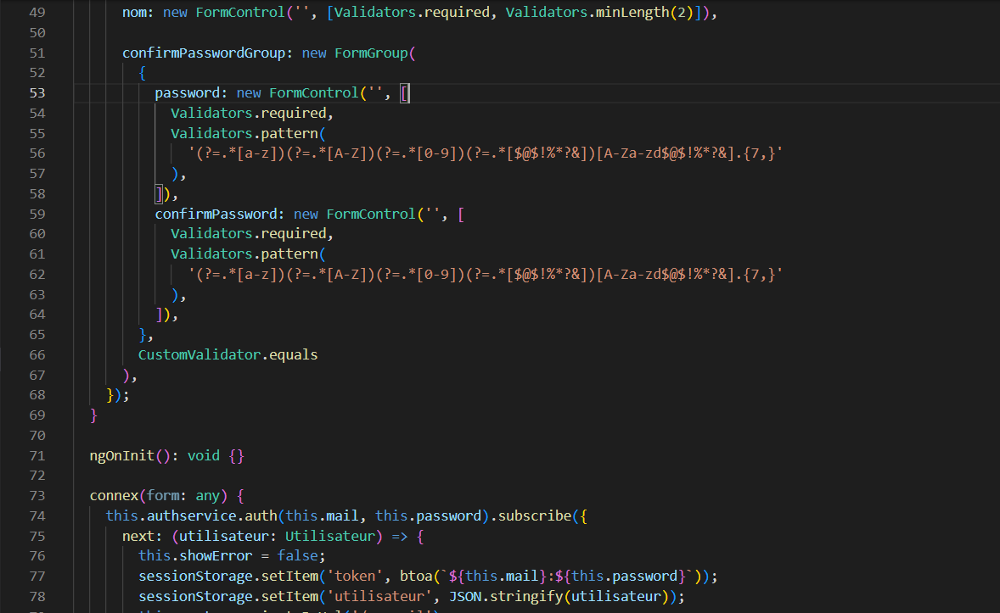 49 nom: new FormControl('', [Validators.required, Validators.minLength(2)]),
50
51 confirmPasswordGroup: new FormGroup(
52 {
53 password: new FormControl('', [
54 Validators.required,
55 Validators.pattern(
56 '(?=.*[a-z])(?=.*[A-Z])(?=.*[0-9])(?=.*[$@$!%*?&])[A-Za-zd$@$!%*?&].{7,}'
57 ),
58 ]),
59 confirmPassword: new FormControl('', [
60 Validators.required,
61 Validators.pattern(
62 '(?=.*[a-z])(?=.*[A-Z])(?=.*[0-9])(?=.*[$@$!%*?&])[A-Za-zd$@$!%*?&].{7,}'
63 ),
64 ]),
65 },
66 CustomValidator.equals
67 ),
68 });
69 }
70
71 ngOnInit(): void {}
72
73 connex(form: any) {
74 this.authservice.auth(this.mail, this.password).subscribe({
75 next: (utilisateur: Utilisateur) => {
76 this.showError = false;
77 sessionStorage.setItem('token', btoa(`${this.mail}:${this.password}`));
78 sessionStorage.setItem('utilisateur', JSON.stringify(utilisateur));